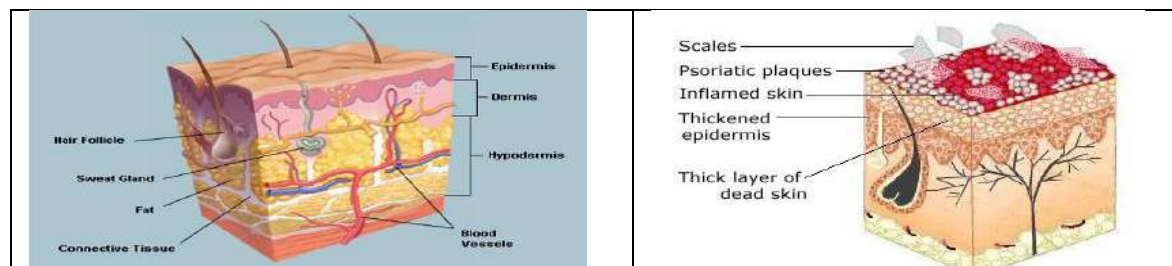 Epidermis
Dermis
Hair Follicle
Hypodermis
Sweat Gland
Fat
Blood
Vessels
Connective Tissue
Scales
Psoriatic plaques
Inflamed skin
Thickened
epidermis
Thick layer of
dead skin